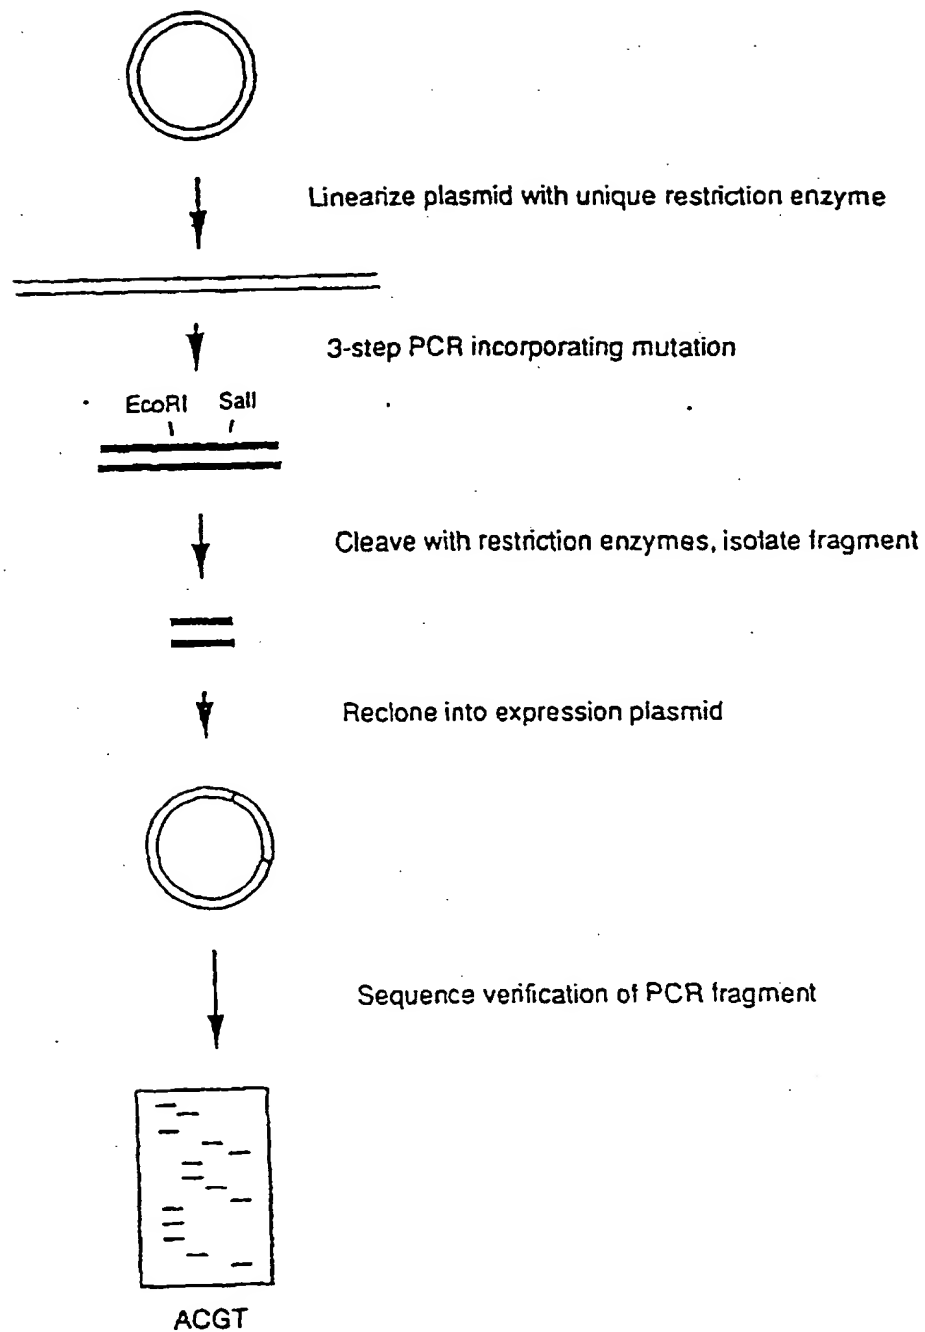 Linearize plasmid with unique restriction enzyme
3-step PCR incorporating mutation
EcoRI SalI
Cleave with restriction enzymes, isolate fragment
Reclone into expression plasmid
Sequence verification of PCR fragment
ACGT